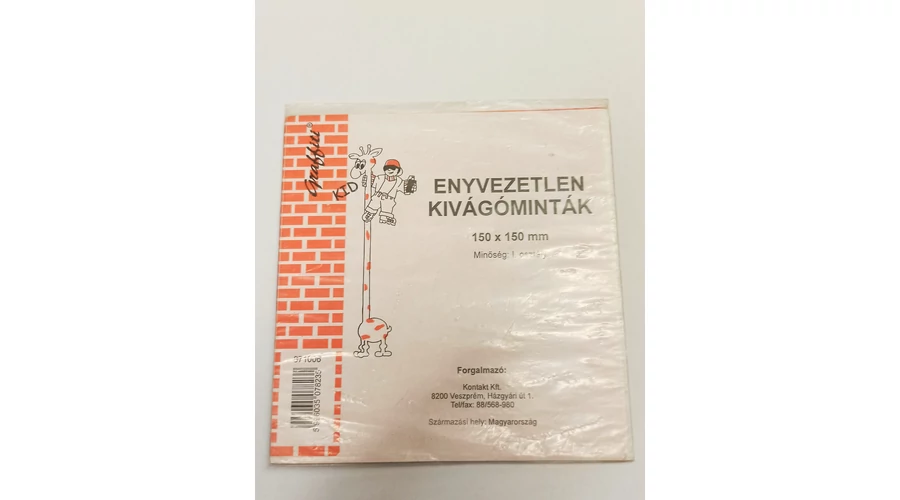 Graffiti®
KID
ENYVEZETLEN
KIVÁGÓMINTÁK
150 x 150 mm
Minőség: I.
Forgalmazó:
Kontakt Kft.
8200 Veszprém, Házgyári út 1.
Tel/fax: 88/568-980
Származási hely: Magyarország